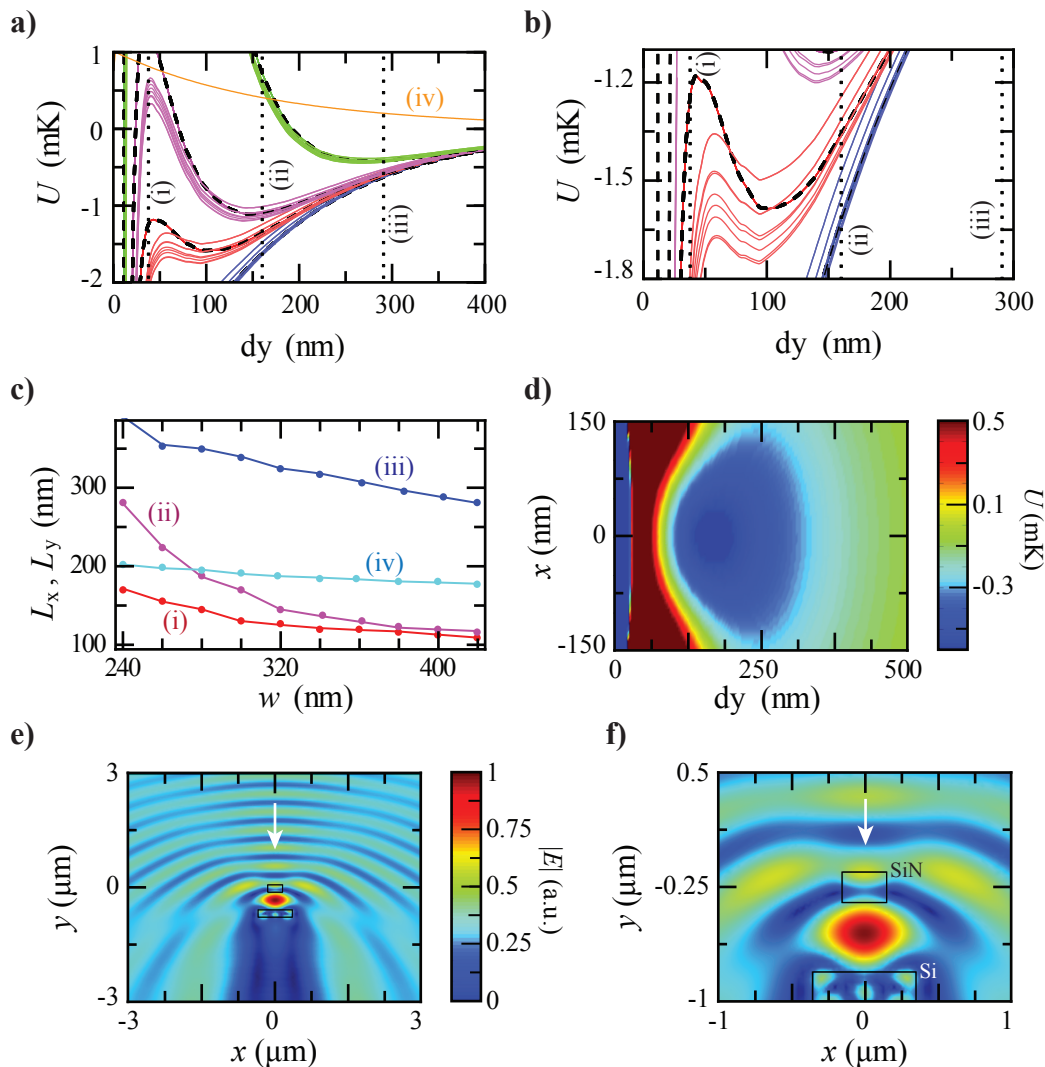 a)
U (mK)
1
0
-1
-2
(i)
(ii)
(iii)
(iv)
0 100 200 300 400
dy (nm)
b)
U (mK)
-1.2
-1.5
-1.8
(i)
(ii)
(iii)
0 100 200 300
dy (nm)
c)
Lx, Ly (nm)
300
200
100
(iii)
(ii)
(iv)
(i)
240 320 400
w (nm)
d)
x (nm)
150
0
-150
0 250 500
dy (nm)
0.5
0.1
-0.3
U (mK)
e)
y (μm)
3
0
-3
-3 0 3
x (μm)
1
0.75
0.5
0.25
0
|E| (a.u.)
f)
y (μm)
0.5
-0.25
-1
SiN
Si
-1 0 1
x (μm)